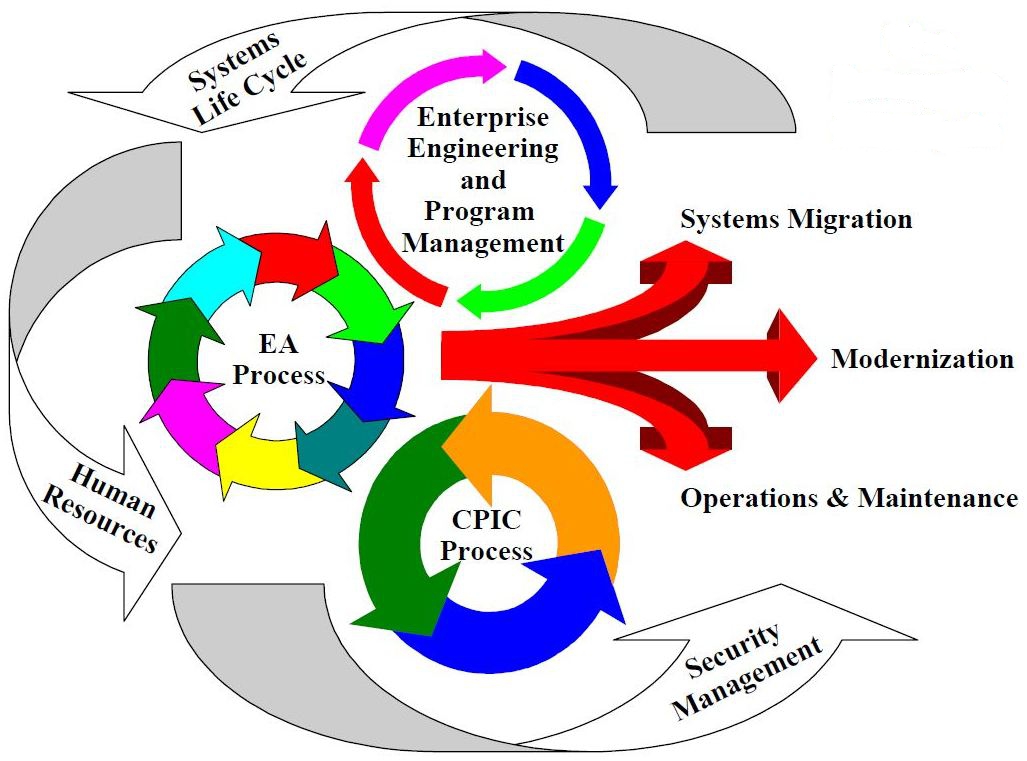 Systems
Life Cycle
Enterprise
Engineering
and
Program
Management
Systems Migration
EA
Process
Modernization
Human
Resources
Operations & Maintenance
CPIC
Process
Security
Management